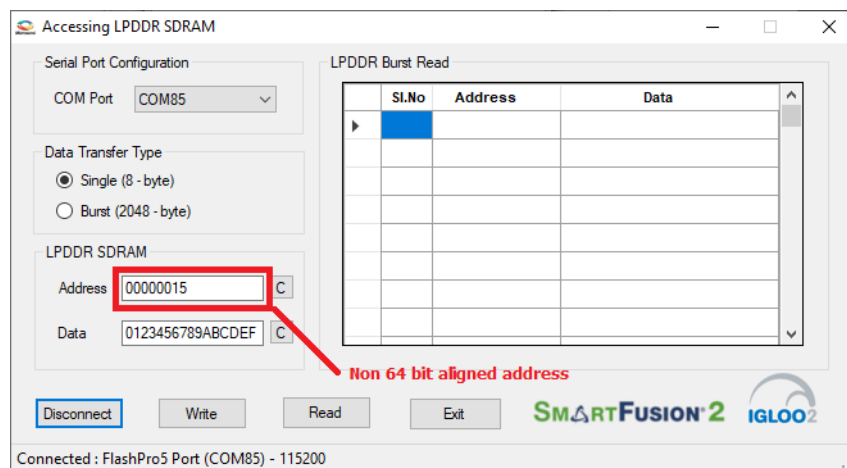 Accessing LPDDR SDRAM
Serial Port Configuration
COM Port COM85
Data Transfer Type
Single (8 - byte)
Burst (2048 - byte)
LPDDR SDRAM
Address 00000015 C
Data 0123456789ABCDEF C
LPDDR Burst Read
Sl.No Address Data
Non 64 bit aligned address
Disconnect Write Read Exit
SMARTFUSION®2 IGLOO2
Connected : FlashPro5 Port (COM85) - 115200